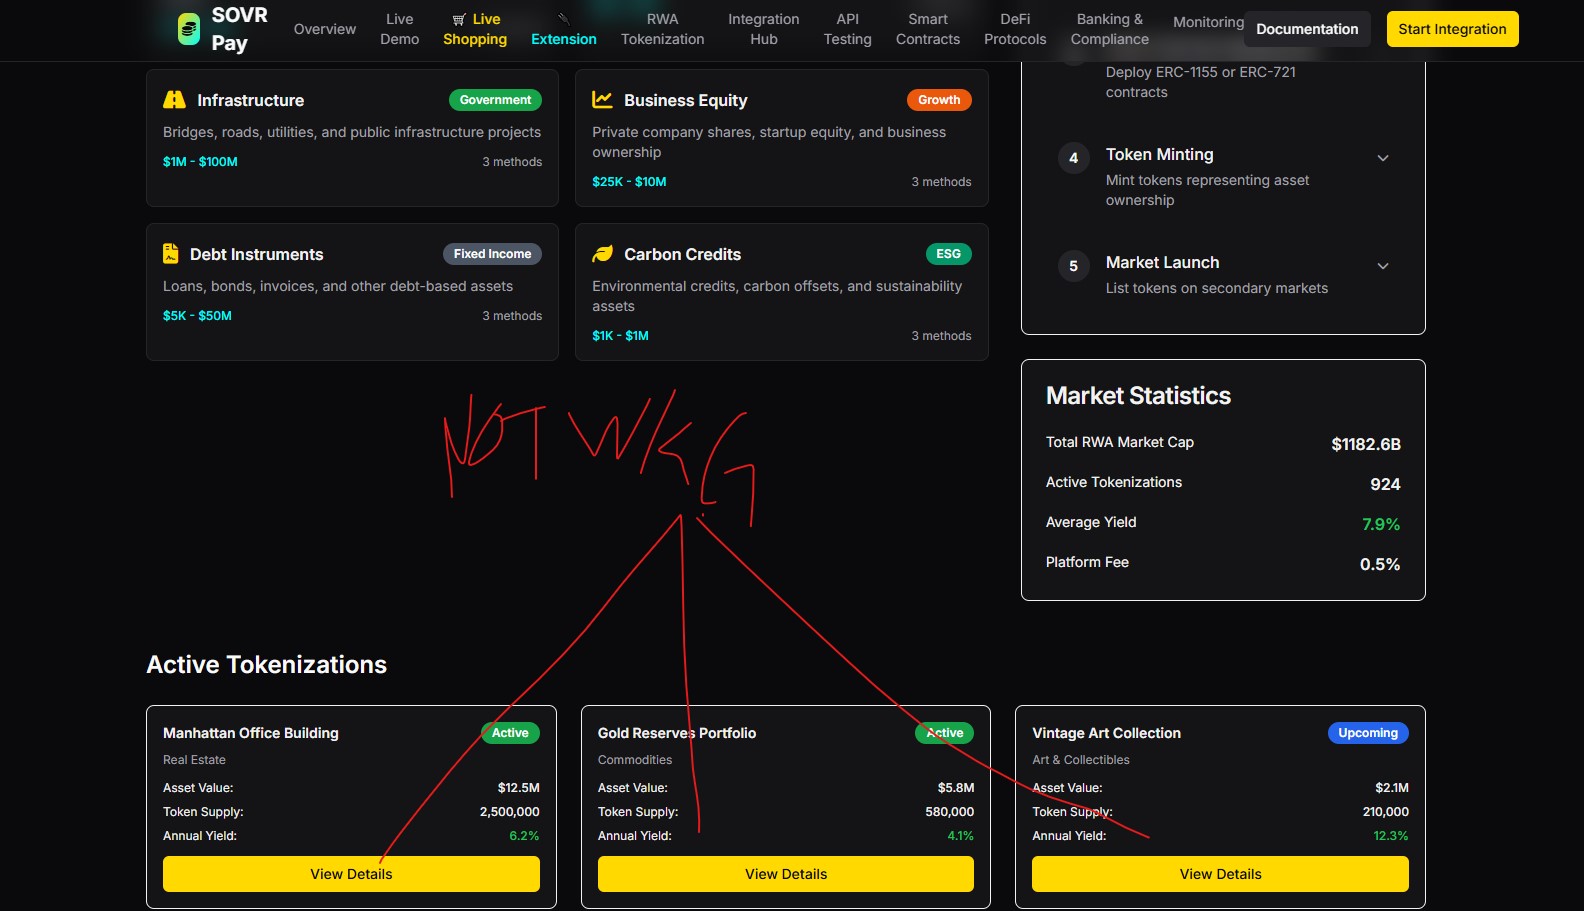 SOVR Pay
Overview
Live Demo
🛒 Live Shopping
Extension
RWA Tokenization
Integration Hub
API Testing
Smart Contracts
DeFi Protocols
Banking & Compliance
Monitoring
Documentation
Start Integration
Infrastructure
Government
Bridges, roads, utilities, and public infrastructure projects
$1M - $100M
3 methods
Business Equity
Growth
Private company shares, startup equity, and business
ownership
$25K - $10M
3 methods
Debt Instruments
Fixed Income
Loans, bonds, invoices, and other debt-based assets
$5K - $50M
3 methods
Carbon Credits
ESG
Environmental credits, carbon offsets, and sustainability
assets
$1K - $1M
3 methods
Deploy ERC-1155 or ERC-721
contracts
4
Token Minting
Mint tokens representing asset
ownership
5
Market Launch
List tokens on secondary markets
NOT WKG
Market Statistics
Total RWA Market Cap
$1182.6B
Active Tokenizations
924
Average Yield
7.9%
Platform Fee
0.5%
Active Tokenizations
Manhattan Office Building
Active
Real Estate
Asset Value:
$12.5M
Token Supply:
2,500,000
Annual Yield:
6.2%
View Details
Gold Reserves Portfolio
Active
Commodities
Asset Value:
$5.8M
Token Supply:
580,000
Annual Yield:
4.1%
View Details
Vintage Art Collection
Upcoming
Art & Collectibles
Asset Value:
$2.1M
Token Supply:
210,000
Annual Yield:
12.3%
View Details